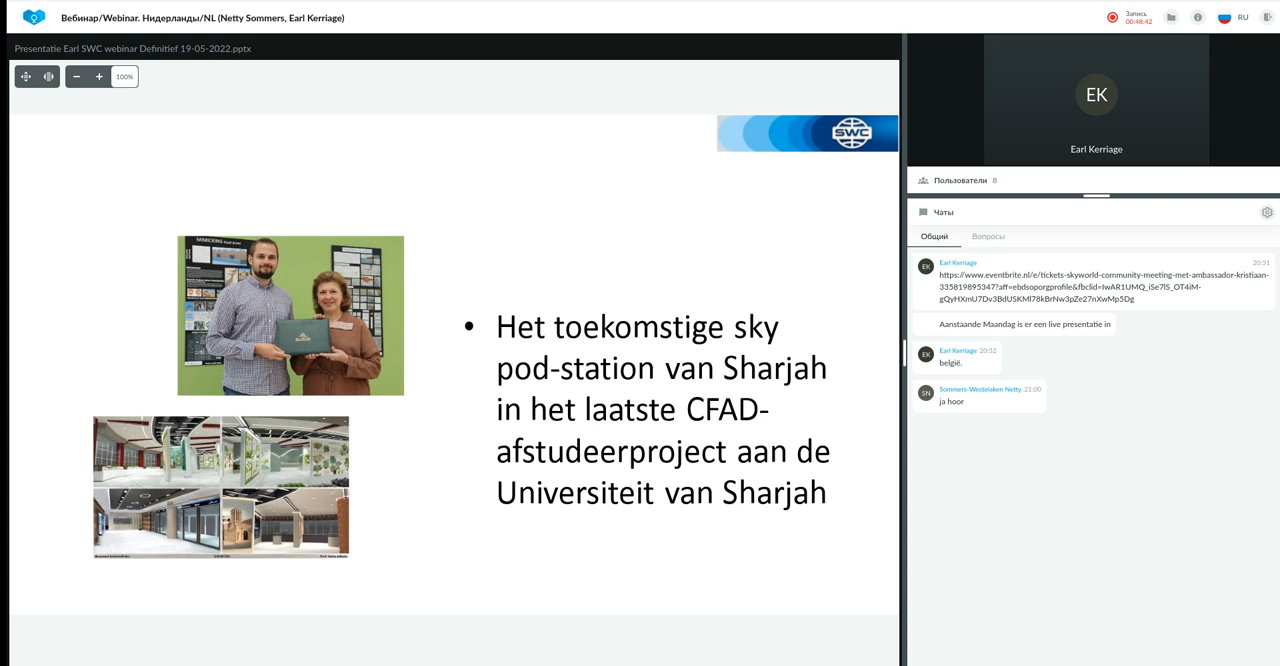 Вебинар/Webinar. Нидерланды/NL (Netty Sommers, Earl Kerriage)
Запись
00:48:42
RU
Presentatie Earl SWC webinar Definitief 19-05-2022.pptx
100%
SWC
MIMICKING
• Het toekomstige sky
pod-station van Sharjah
in het laatste CFAD-
afstudeerproject aan de
Universiteit van Sharjah
EK
Earl Kerriage
Пользователи 8
Чаты
Общий
Вопросы
EK
Earl Kerriage
20:51
https://www.eventbrite.nl/e/tickets-skyworld-community-meeting-met-ambassador-kristiaan-
335819895347?aff=ebdsoporgprofile&fbclid=IwAR1UMQ_iSe7lS_OT4iM-
gQyHXmU7Dv3BdUSKMl78kBrNw3pZe27nXwMp5Dg
Aanstaande Maandag is er een live presentatie in
EK
Earl Kerriage 20:52
belgië.
SN
Sommers-Westelaken Netty 21:00
ja hoor